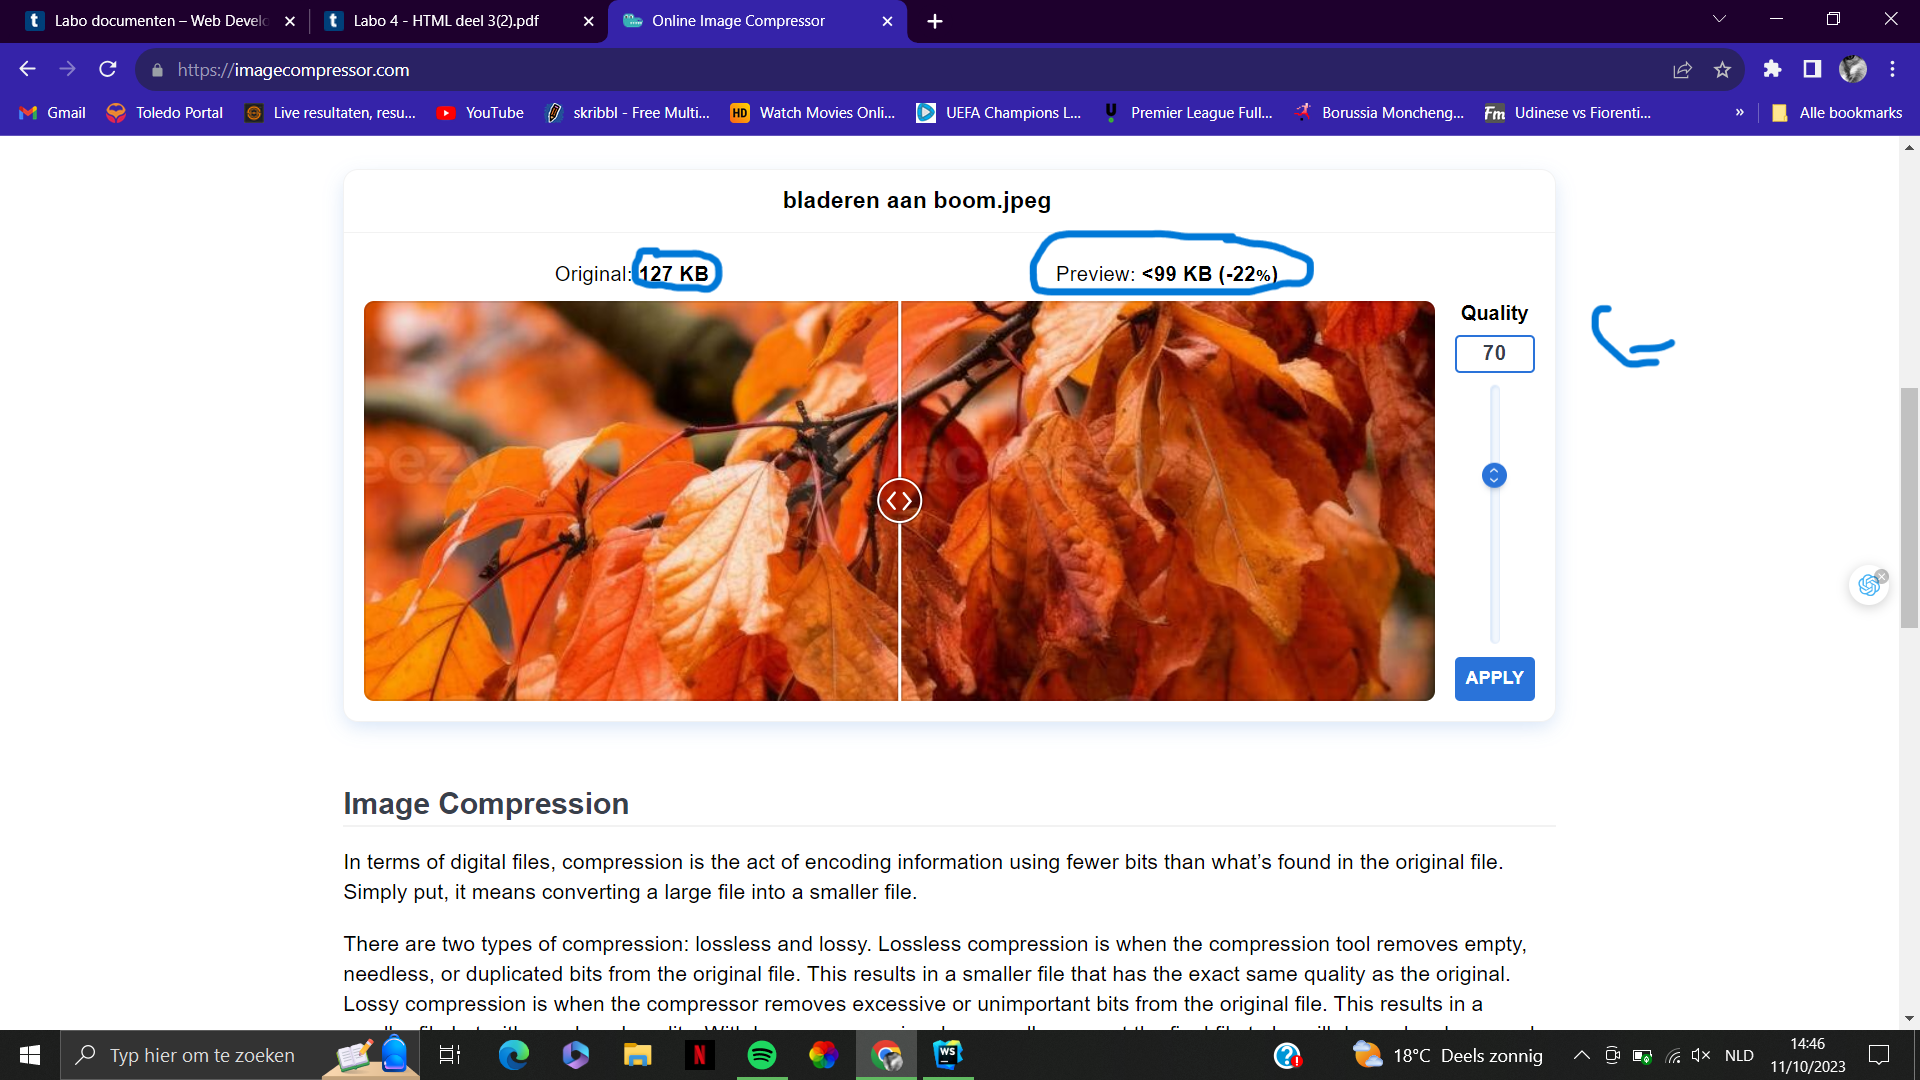 Labo documenten – Web Develo
Labo 4 - HTML deel 3(2).pdf
Online Image Compressor
https://imagecompressor.com
Gmail
Toledo Portal
Live resultaten, resu...
YouTube
skribbl - Free Multi...
HD
Watch Movies Onli...
UEFA Champions L...
Premier League Full...
Borussia Moncheng...
Fm
Udinese vs Fiorenti...
»
Alle bookmarks
bladeren aan boom.jpeg
Original: 127 KB
Preview: <99 KB (-22%)
Quality
70
APPLY
eezy
Image Compression
In terms of digital files, compression is the act of encoding information using fewer bits than what’s found in the original file.
Simply put, it means converting a large file into a smaller file.
There are two types of compression: lossless and lossy. Lossless compression is when the compression tool removes empty,
needless, or duplicated bits from the original file. This results in a smaller file that has the exact same quality as the original.
Lossy compression is when the compressor removes excessive or unimportant bits from the original file. This results in a
Typ hier om te zoeken
WS
18°C Deels zonnig
NLD
14:46
11/10/2023